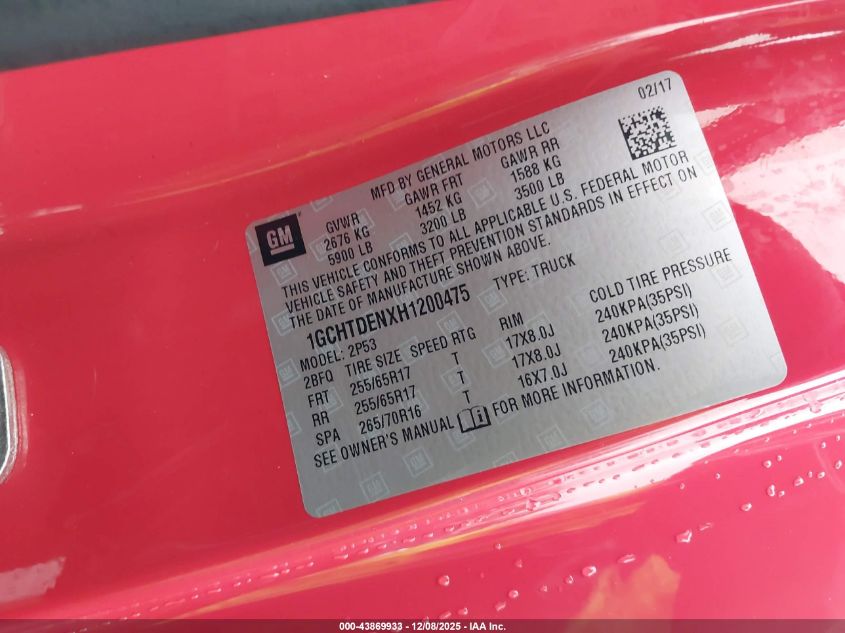 02/17
MFD BY GENERAL MOTORS LLC
GM
GVWR GAWR FRT GAWR RR
2676 KG 1452 KG 1588 KG
5900 LB 3200 LB 3500 LB
THIS VEHICLE CONFORMS TO ALL APPLICABLE U.S. FEDERAL MOTOR
VEHICLE SAFETY AND THEFT PREVENTION STANDARDS IN EFFECT ON
THE DATE OF MANUFACTURE SHOWN ABOVE.
1GCHTDENXH1200475 TYPE: TRUCK
MODEL: 2P53
2BFQ TIRE SIZE SPEED RTG RIM COLD TIRE PRESSURE
FRT 255/65R17 T 17X8.0J 240KPA(35PSI)
RR 255/65R17 T 17X8.0J 240KPA(35PSI)
SPA 265/70R16 T 16X7.0J 240KPA(35PSI)
SEE OWNER'S MANUAL i FOR MORE INFORMATION.
000-43869933 - 12/08/2025 - IAA Inc.